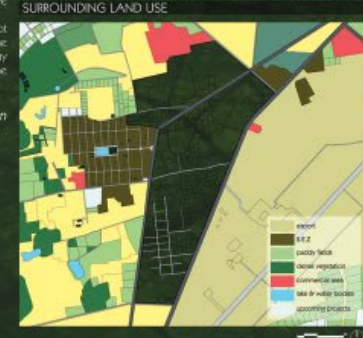 SURROUNDING LAND USE
airport
S.E.Z
paddy fields
dense vegetation
commercial area
lake & water bodies
upcoming projects